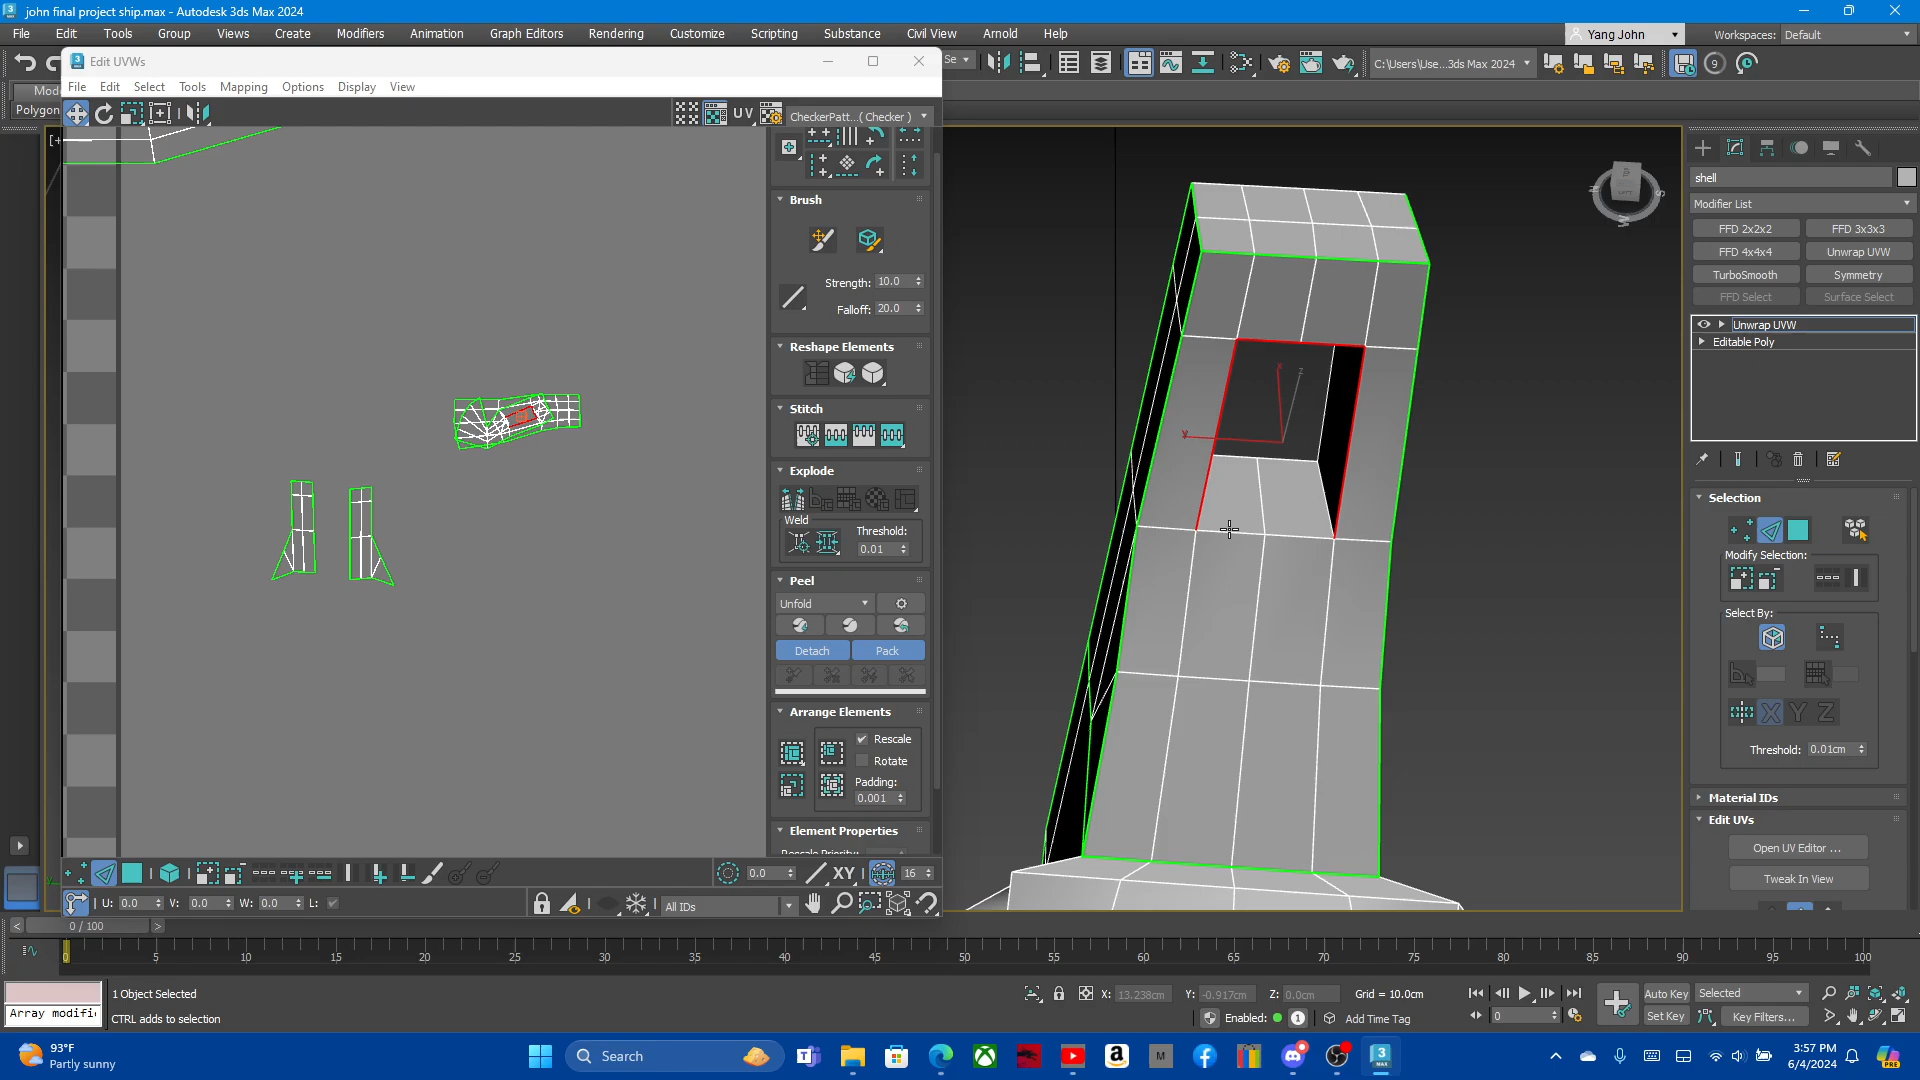 john final project ship.max - Autodesk 3ds Max 2024
File Edit Tools Group Views Create Modifiers Animation Graph Editors Rendering Customize Scripting Substance Civil View Arnold Help
Yang John
Workspaces: Default
Edit UVWs
Se
C:\Users\Use...3ds Max 2024
9
File Edit Select Tools Mapping Options Display View
Mod
Polygon
UV
CheckerPatt...( Checker )
[+
Brush
Strength: 10.0
Falloff: 20.0
Reshape Elements
Stitch
Explode
Weld
Threshold:
0.01
Peel
Unfold
Detach Pack
Arrange Elements
Rescale
Rotate
Padding:
0.001
Element Properties
0.0
XY
16
U: 0.0 V: 0.0 W: 0.0 L:
All IDs
shell
Modifier List
FFD 2x2x2 FFD 3x3x3
FFD 4x4x4 Unwrap UVW
TurboSmooth Symmetry
FFD Select Surface Select
Unwrap UVW
Editable Poly
Selection
Modify Selection:
Select By:
X Y Z
Threshold: 0.01cm
Material IDs
Edit UVs
Open UV Editor ...
Tweak In View
< 0 / 100 >
0 5 10 15 20 25 30 35 40 45 50 55 60 65 70 75 80 85 90 95 100
1 Object Selected
Array modifi
CTRL adds to selection
X: 13.238cm Y: -0.917cm Z: 0.0cm Grid = 10.0cm
Enabled: 1 Add Time Tag
0
Auto Key Selected
Set Key Key Filters...
93°F
Partly sunny
Search
3:57 PM
6/4/2024